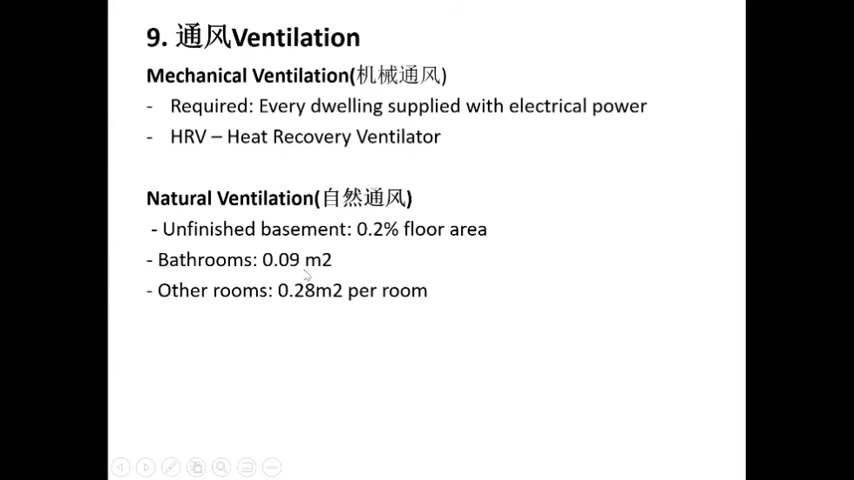 9. 通风Ventilation
Mechanical Ventilation(机械通风)
- Required: Every dwelling supplied with electrical power
- HRV – Heat Recovery Ventilator
Natural Ventilation(自然通风)
- Unfinished basement: 0.2% floor area
- Bathrooms: 0.09 m2
- Other rooms: 0.28m2 per room